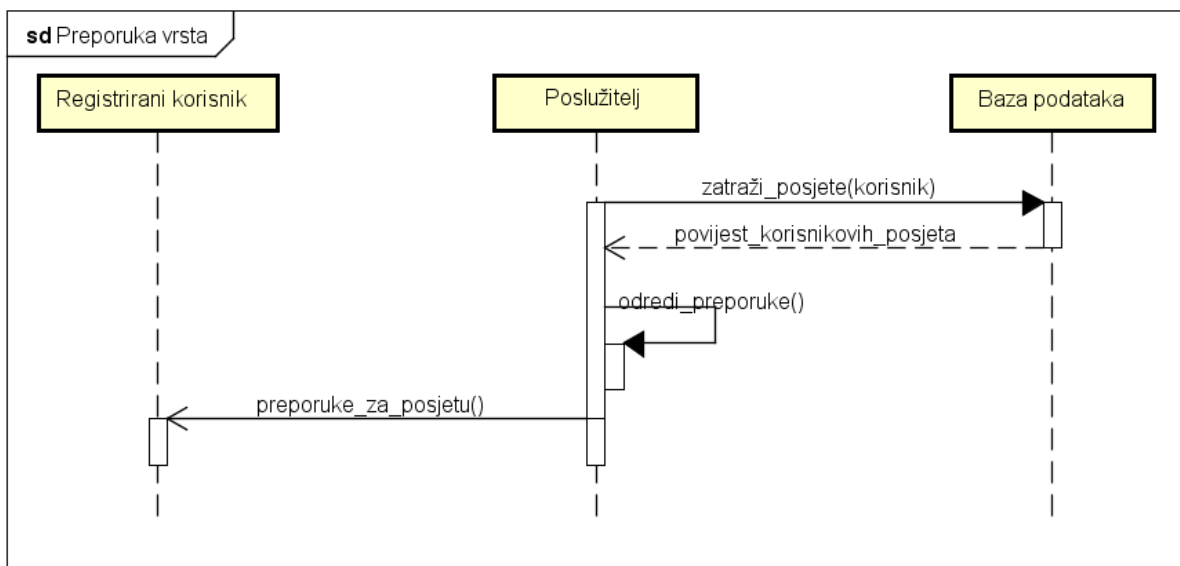 sd Preporuka vrsta
Registrirani korisnik
Poslužitelj
Baza podataka
zatraži_posjete(korisnik)
povijest_korisnikovih_posjeta
odredi_preporuke()
preporuke_za_posjetu()